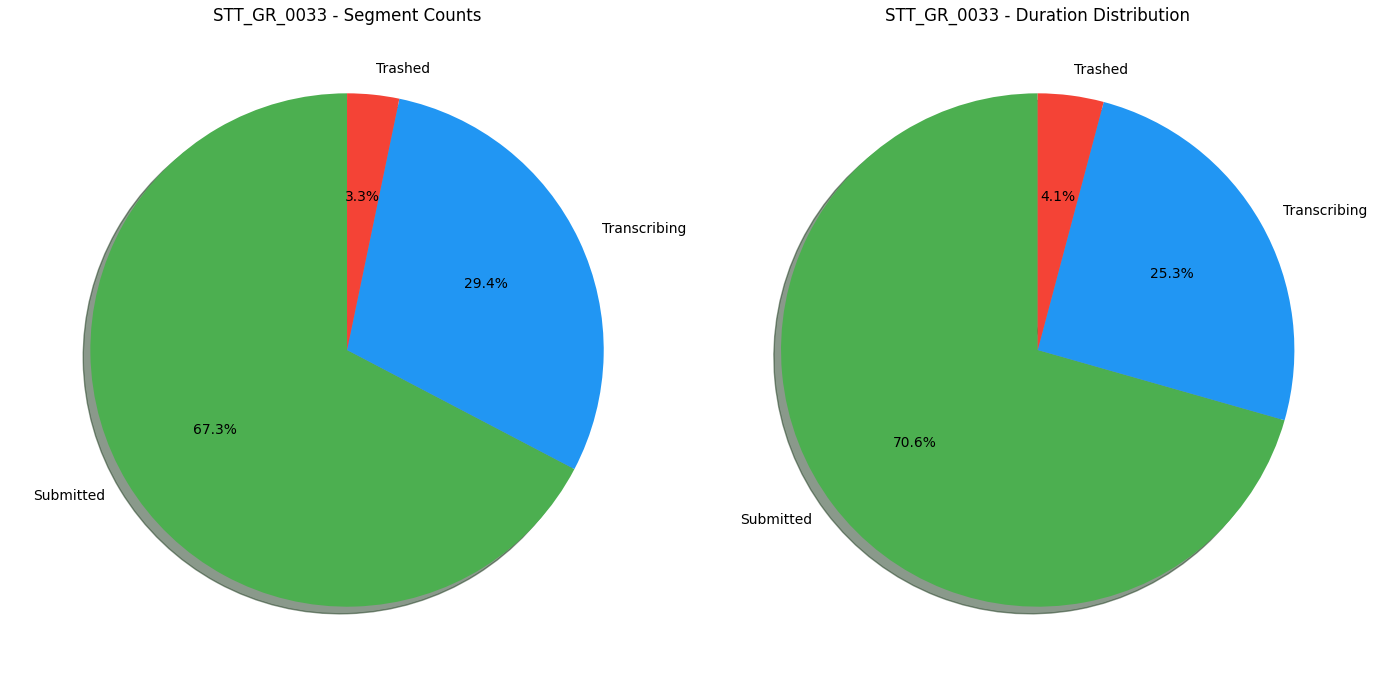 STT_GR_0033 - Segment Counts
Trashed
3.3%
Transcribing
29.4%
67.3%
Submitted
STT_GR_0033 - Duration Distribution
Trashed
4.1%
Transcribing
25.3%
70.6%
Submitted